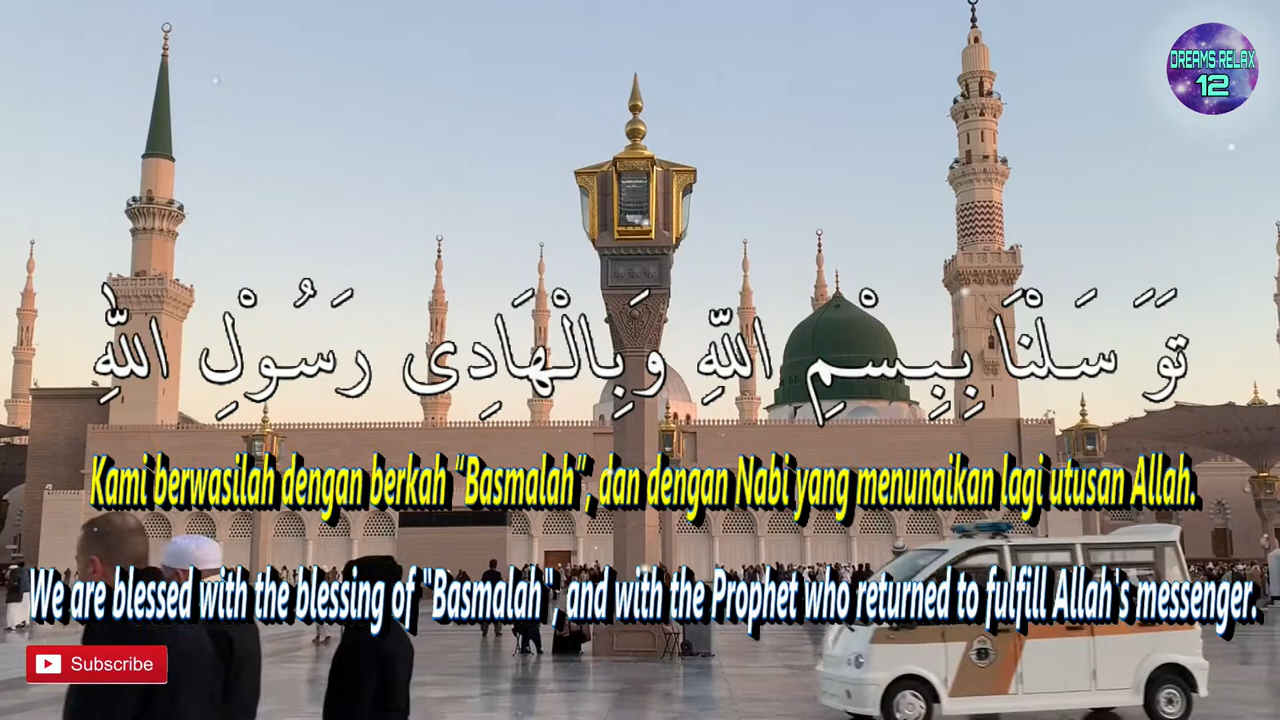 DREAMS RELAX
12
تَوَ سَلْنَا بِبِسْمِ اللّٰهِ وَبِالْهَادِى رَسُوْلِ اللّٰهِ
Kami berwasilah dengan berkah "Basmalah", dan dengan Nabi yang menunaikan lagi utusan Allah.
We are blessed with the blessing of "Basmalah", and with the Prophet who returned to fulfill Allah's messenger.
Subscribe